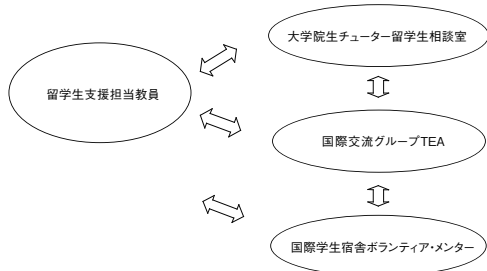 大学院生チューター留学生相談室
留学生支援担当教員
国際交流グループTEA
国際学生宿舎ボランティア・メンター